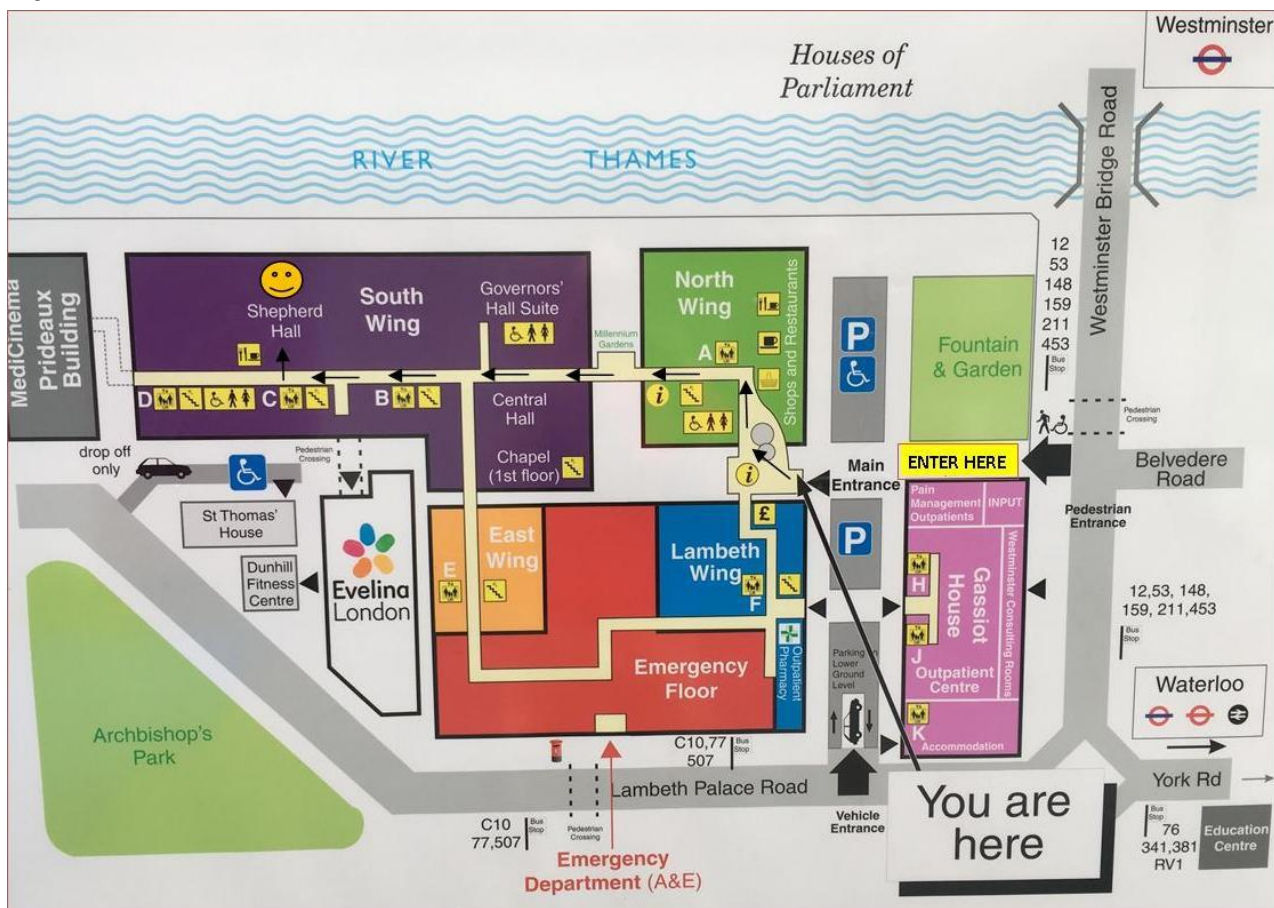 Westminster
Houses of
Parliament
RIVER THAMES
Westminster Bridge Road
12
53
148
159
211
453
Bus
Stop
MediCinema
Prideaux
Building
Shepherd
Hall
South
Wing
Governors'
Hall Suite
Millennium
Gardens
North
Wing
Shops and Restaurants
A
i
P
Fountain
& Garden
Pedestrian
Crossing
D
C
B
Central
Hall
Chapel
(1st floor)
drop off
only
Pedestrian
Crossing
i
Main
Entrance
ENTER HERE
Belvedere
Road
Pedestrian
Entrance
St Thomas'
House
Dunhill
Fitness
Centre
Evelina
London
East
Wing
E
£
Lambeth
Wing
F
P
Pain
Management
Outpatients
INPUT
Westminster Consulting Rooms
Gassiot
House
H
J
Outpatient
Centre
K
Accommodation
12,53, 148,
159, 211,453
Bus
Stop
Outpatient
Pharmacy
Emergency
Floor
Parking in
Lower
Ground
Level
Waterloo
Archbishop's
Park
C10,77
507
Bus
Stop
Lambeth Palace Road
C10
77,507
Bus
Stop
Pedestrian
Crossing
Vehicle
Entrance
Emergency
Department (A&E)
You are
here
York Rd
Bus
Stop
76
341,381
RV1
Education
Centre